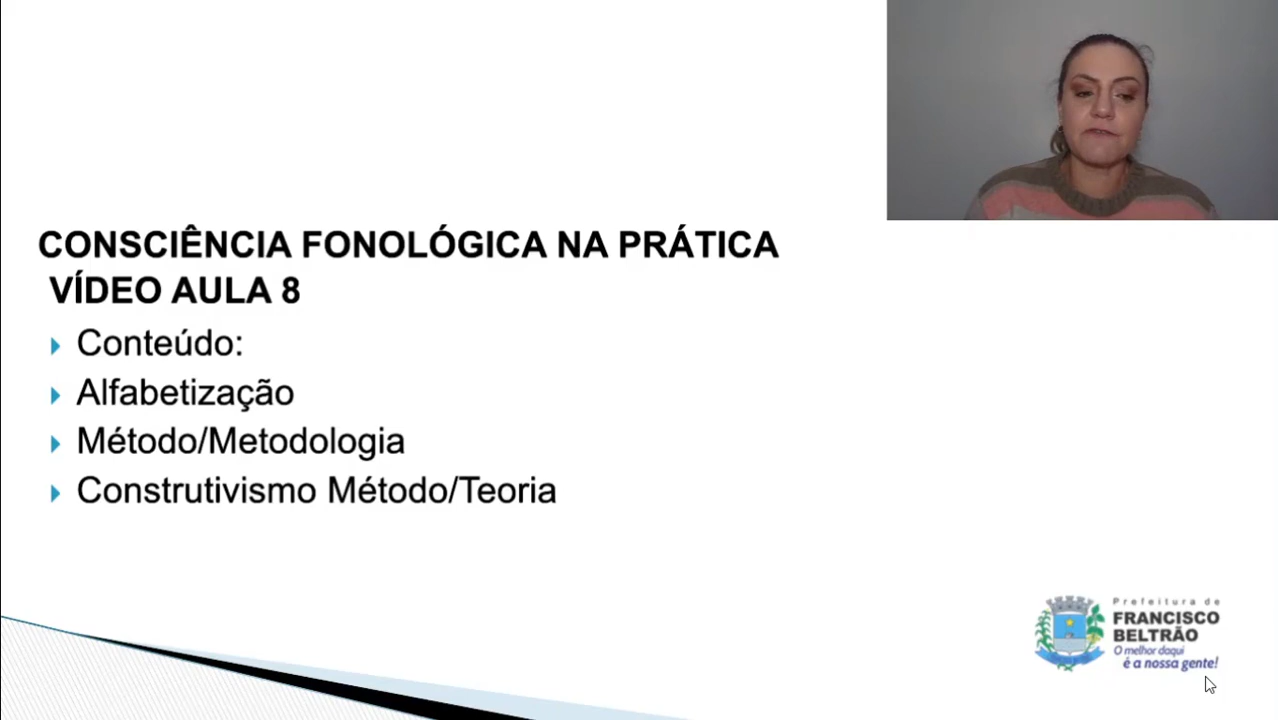 CONSCIÊNCIA FONOLÓGICA NA PRÁTICA
VÍDEO AULA 8
Conteúdo:
Alfabetização
Método/Metodologia
Construtivismo Método/Teoria
Prefeitura de
FRANCISCO
BELTRÃO
O melhor daqui
é a nossa gente!